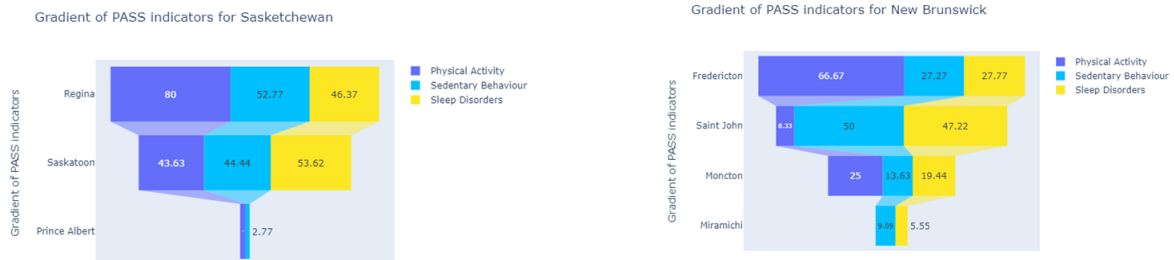 Gradient of PASS indicators for Sasketchewan
Gradient of PASS indicators
Regina
80
52.77
46.37
Saskatoon
43.63
44.44
53.62
Prince Albert
2.77
Physical Activity
Sedentary Behaviour
Sleep Disorders
Gradient of PASS indicators for New Brunswick
Gradient of PASS indicators
Fredericton
66.67
27.27
27.77
Saint John
8.33
50
47.22
Moncton
25
13.63
19.44
Miramichi
9.09
5.55
Physical Activity
Sedentary Behaviour
Sleep Disorders